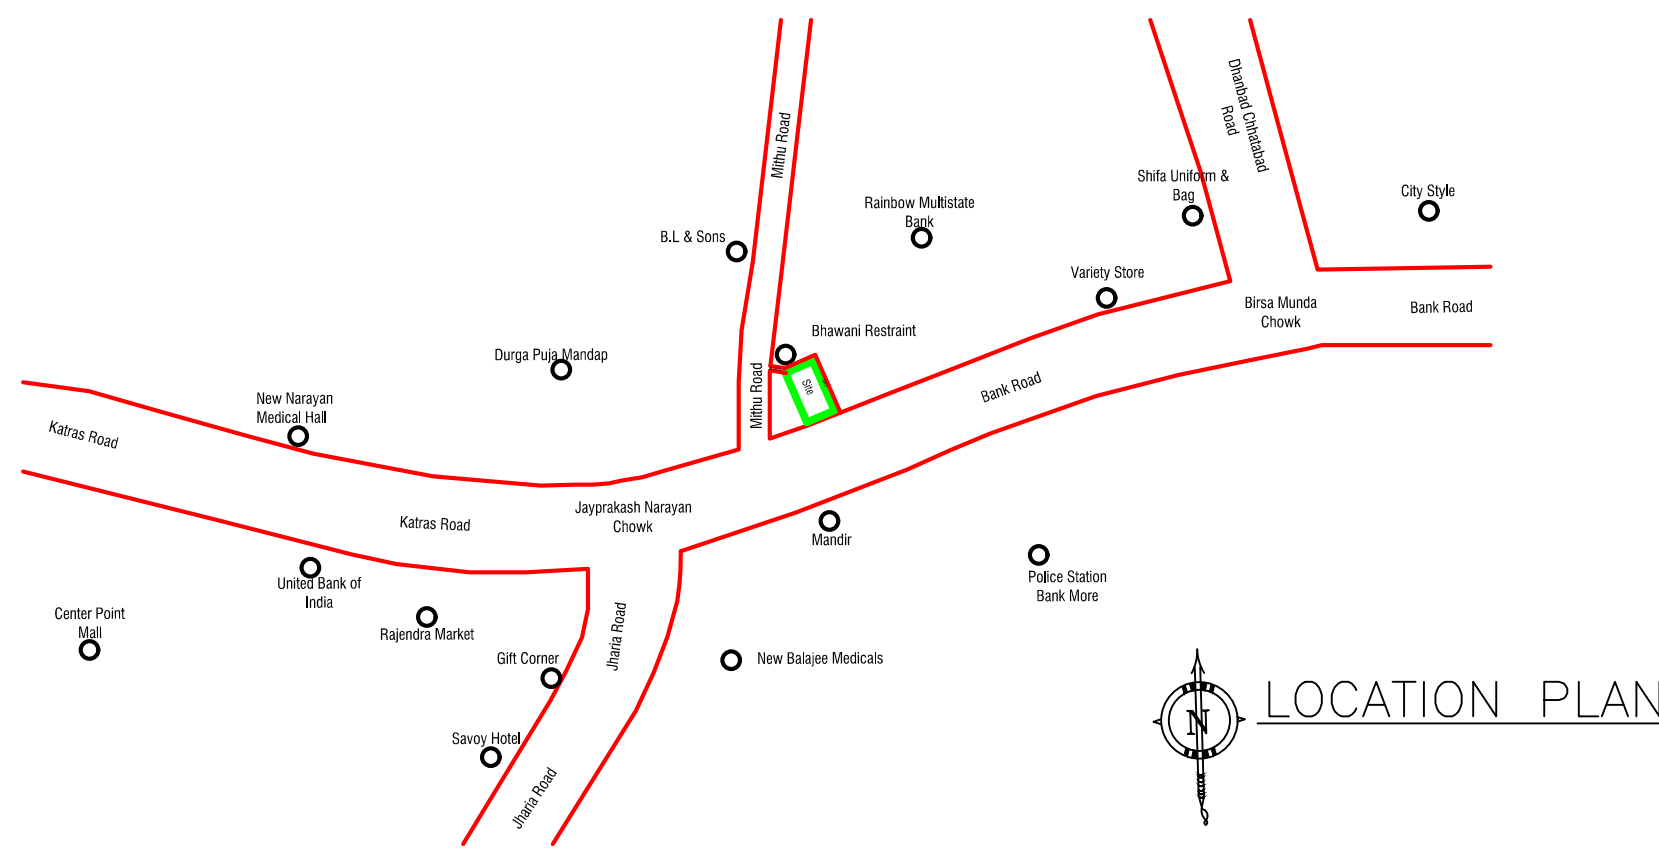 Dhanbad Chhatabad
Road
Mithu Road
Shifa Uniform &
Bag
City Style
Rainbow Multistate
Bank
B.L & Sons
Variety Store
Birsa Munda
Chowk
Bank Road
Bhawani Restraint
Durga Puja Mandap
Mithu Road
Site
Bank Road
New Narayan
Medical Hall
Katras Road
Katras Road
Jayprakash Narayan
Chowk
Mandir
United Bank of
India
Police Station
Bank More
Center Point
Mall
Rajendra Market
Jharia Road
Gift Corner
New Balajee Medicals
Savoy Hotel
Jharia Road
N
LOCATION PLAN